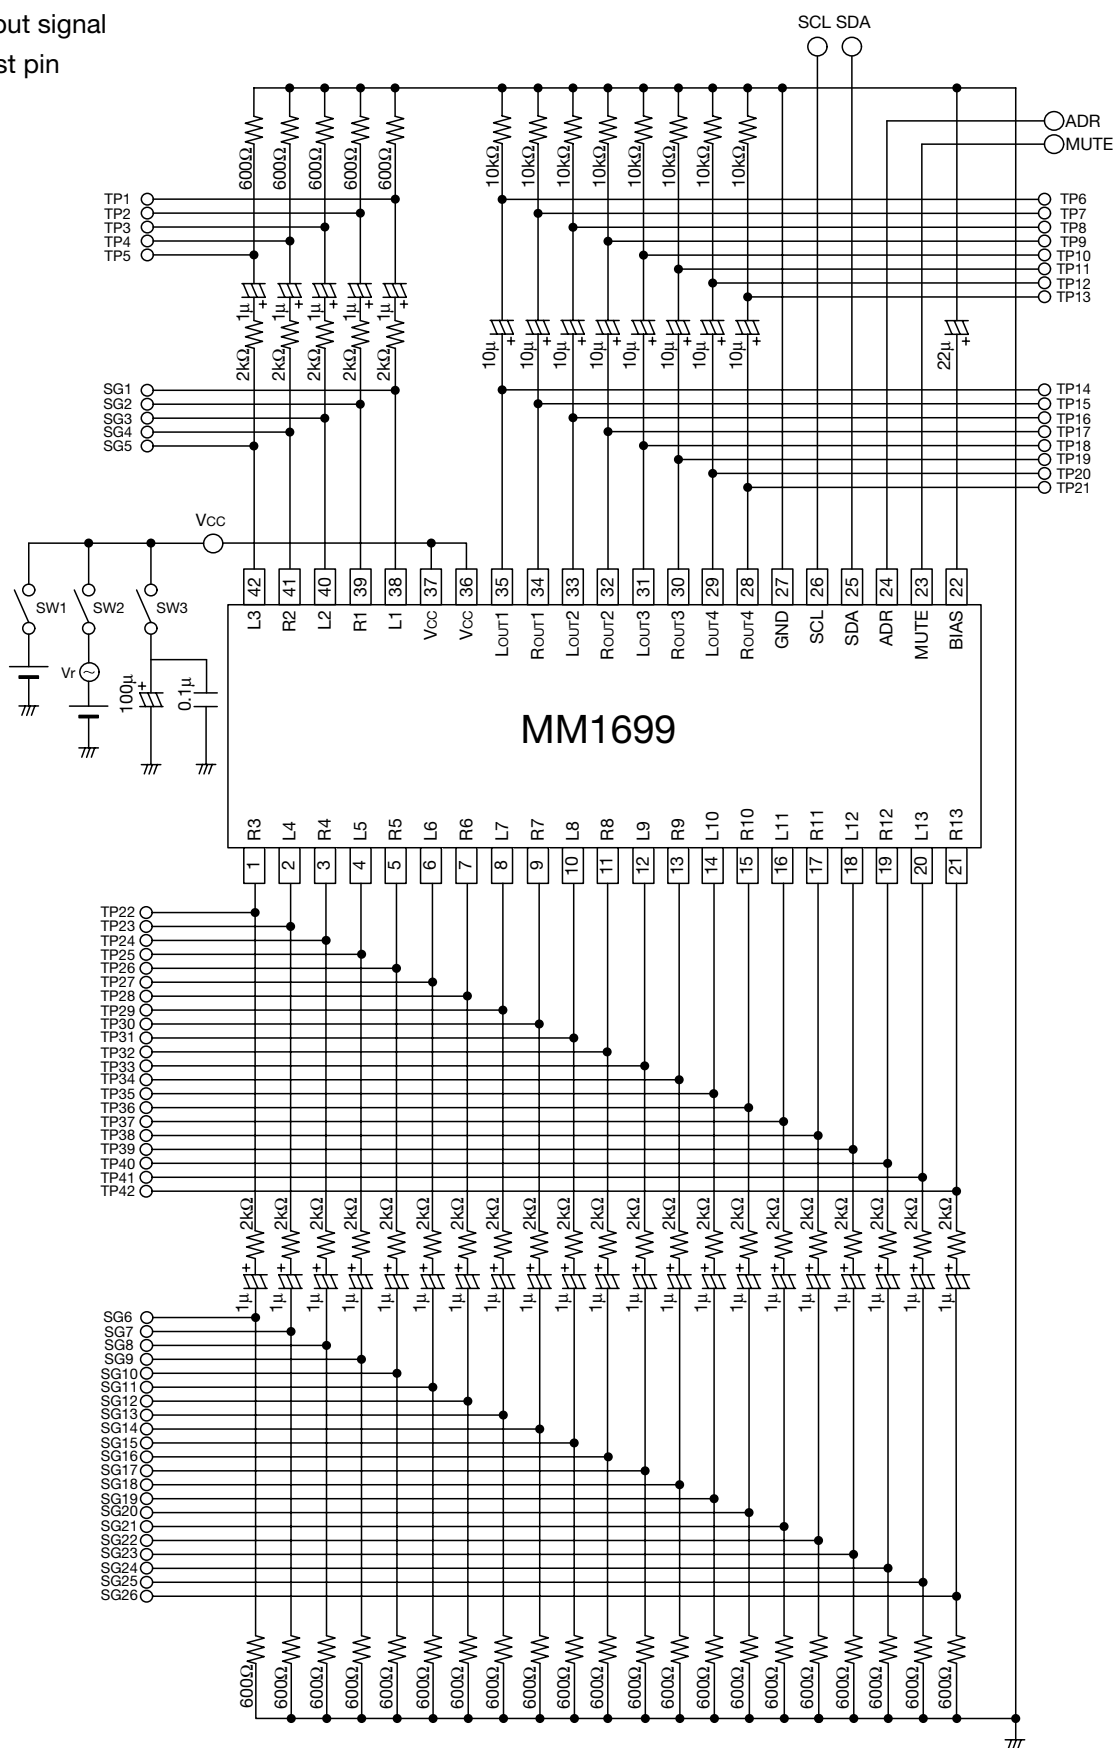 out signal
st pin
SCL SDA
ADR
MUTE
600Ω 600Ω 600Ω 600Ω 600Ω 10kΩ 10kΩ 10kΩ 10kΩ 10kΩ 10kΩ 10kΩ 10kΩ
TP1 TP6
TP2 TP7
TP3 TP8
TP4 TP9
TP5 TP10
TP11
TP12
TP13
1μ + 1μ + 1μ + 1μ + 1μ +
10μ + 10μ + 10μ + 10μ + 10μ + 10μ + 10μ + 10μ + 22μ +
2kΩ 2kΩ 2kΩ 2kΩ 2kΩ
SG1 TP14
SG2 TP15
SG3 TP16
SG4 TP17
SG5 TP18
TP19
TP20
TP21
VCC
42 41 40 39 38 37 36 35 34 33 32 31 30 29 28 27 26 25 24 23 22
SW1 SW2 SW3
L3 R2 L2 R1 L1 VCC VCC LOUT1 ROUT1 LOUT2 ROUT2 LOUT3 ROUT3 LOUT4 ROUT4 GND SCL SDA ADR MUTE BIAS
Vr ~
100μ + 0.1μ
MM1699
R3 L4 R4 L5 R5 L6 R6 L7 R7 L8 R8 L9 R9 L10 R10 L11 R11 L12 R12 L13 R13
1 2 3 4 5 6 7 8 9 10 11 12 13 14 15 16 17 18 19 20 21
TP22
TP23
TP24
TP25
TP26
TP27
TP28
TP29
TP30
TP31
TP32
TP33
TP34
TP35
TP36
TP37
TP38
TP39
TP40
TP41
TP42
2kΩ 2kΩ 2kΩ 2kΩ 2kΩ 2kΩ 2kΩ 2kΩ 2kΩ 2kΩ 2kΩ 2kΩ 2kΩ 2kΩ 2kΩ 2kΩ 2kΩ 2kΩ 2kΩ 2kΩ 2kΩ
1μ + 1μ + 1μ + 1μ + 1μ + 1μ + 1μ + 1μ + 1μ + 1μ + 1μ + 1μ + 1μ + 1μ + 1μ + 1μ + 1μ + 1μ + 1μ + 1μ + 1μ +
SG6
SG7
SG8
SG9
SG10
SG11
SG12
SG13
SG14
SG15
SG16
SG17
SG18
SG19
SG20
SG21
SG22
SG23
SG24
SG25
SG26
600Ω 600Ω 600Ω 600Ω 600Ω 600Ω 600Ω 600Ω 600Ω 600Ω 600Ω 600Ω 600Ω 600Ω 600Ω 600Ω 600Ω 600Ω 600Ω 600Ω 600Ω